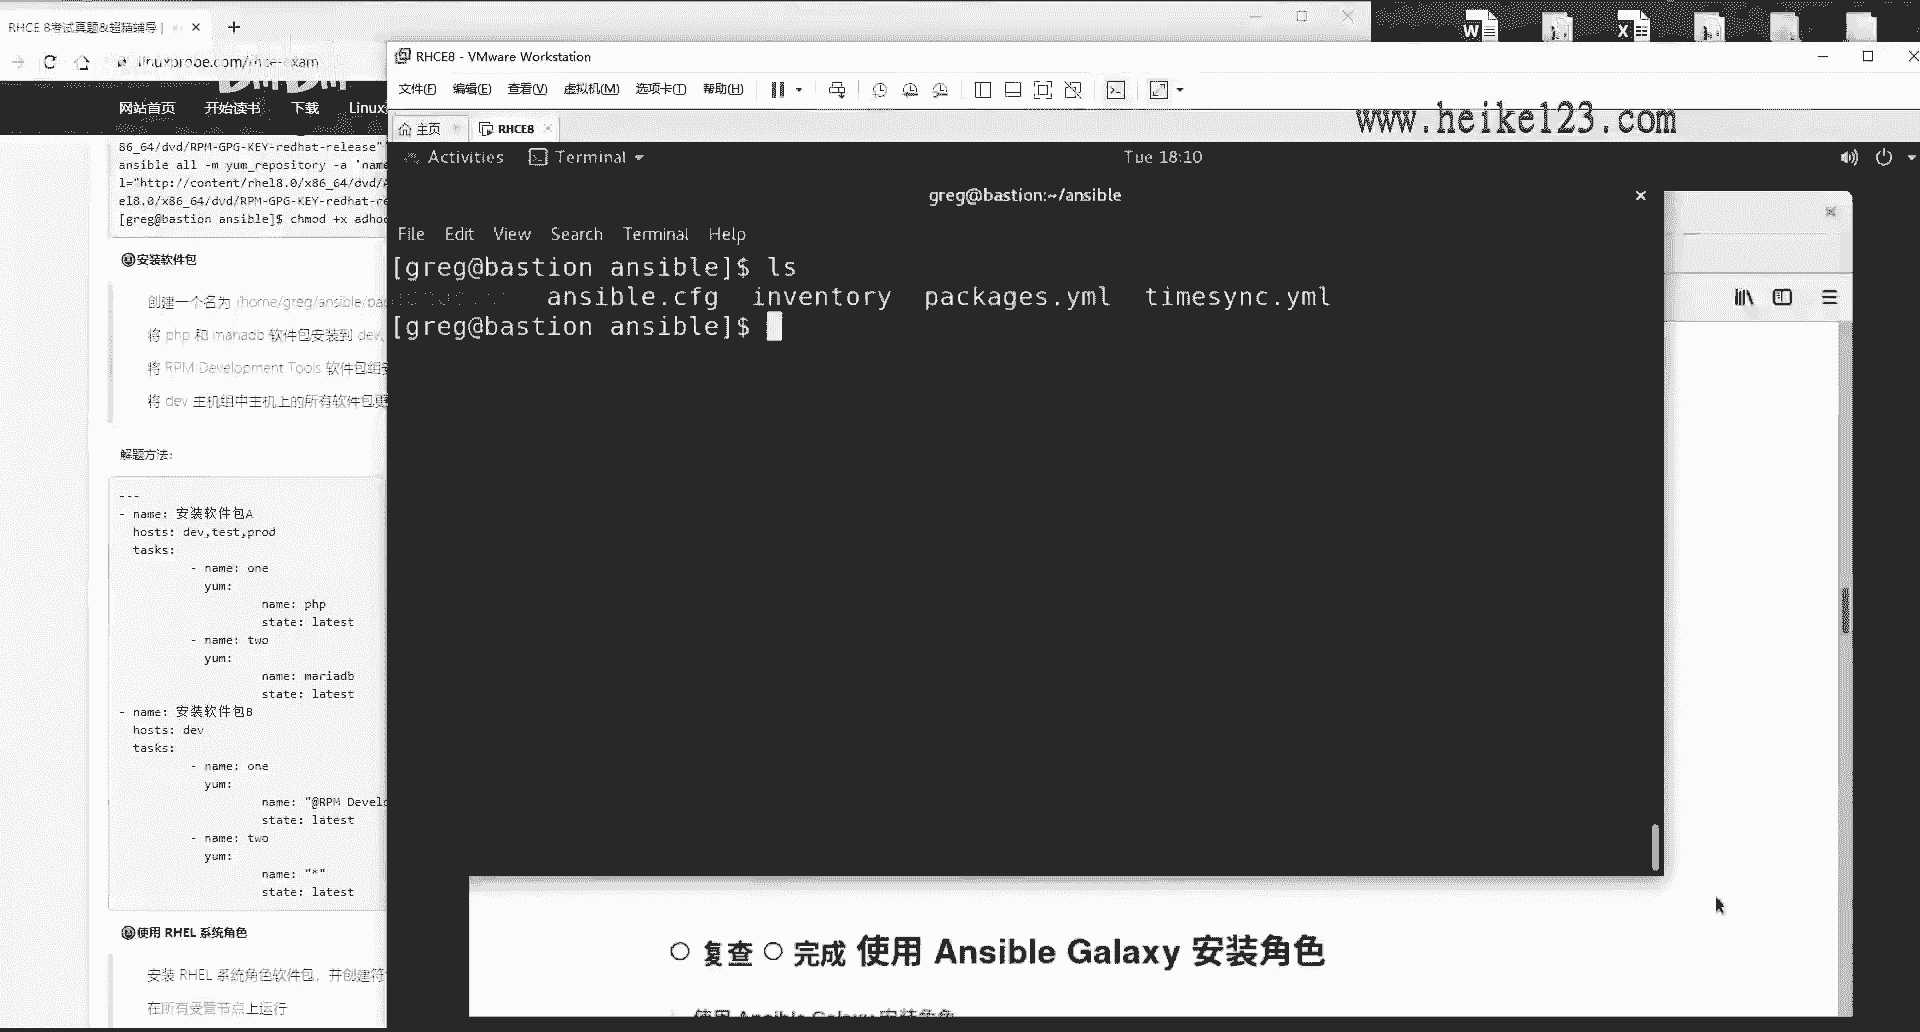 RHCE 8考试真题&超猫辅导 |
linuxprobe.com/rhce-exam
网站首页 开始读书 下载 Linux
86_64/dvd/RPM-GPG-KEY-redhat-release"
ansible all -m yum_repository -a 'name
l="http://content/rhel8.0/x86_64/dvd/A
el8.0/x86_64/dvd/RPM-GPG-KEY-redhat-re
[greg@bastion ansible]$ chmod +x adhoc
安装软件包
创建一个名为 /home/greg/ansible/pac
将 php 和 mariadb 软件包安装到 dev、
将 RPM Development Tools 软件包组安
将 dev 主机组中主机上的所有软件包更
解题方法:
---
- name: 安装软件包A
hosts: dev,test,prod
tasks:
- name: one
yum:
name: php
state: latest
- name: two
yum:
name: mariadb
state: latest
- name: 安装软件包B
hosts: dev
tasks:
- name: one
yum:
name: "@RPM Develo
state: latest
- name: two
yum:
name: "*"
state: latest
使用 RHEL 系统角色
安装 RHEL 系统角色软件包，并创建符
在所有受管节点上运行
RHCE8 - VMware Workstation
文件(F) 编辑(E) 查看(V) 虚拟机(M) 选项卡(T) 帮助(H)
www.heike123.com
主页 RHCE8
Activities Terminal Tue 18:10
greg@bastion:~/ansible
File Edit View Search Terminal Help
[greg@bastion ansible]$ ls
ansible.cfg inventory packages.yml timesync.yml
[greg@bastion ansible]$
复查 完成 使用 Ansible Galaxy 安装角色
使用 Ansible Galaxy 安装角色